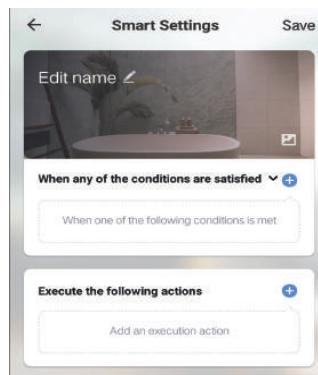 Smart Settings
Save
Edit name
When any of the conditions are satisfied
When one of the following conditions is met
Execute the following actions
Add an execution action